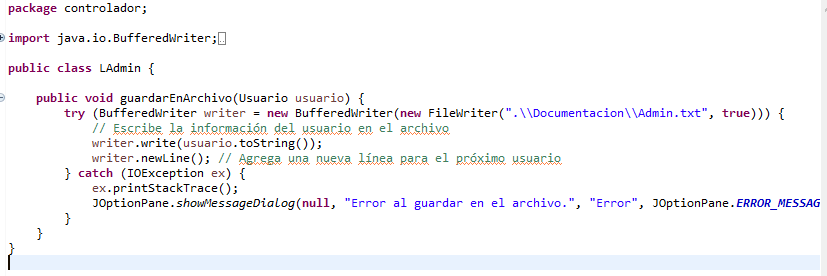 package controlador;
import java.io.BufferedWriter;
public class LAdmin {
public void guardarEnArchivo(Usuario usuario) {
try (BufferedWriter writer = new BufferedWriter(new FileWriter(".\\Documentacion\\Admin.txt", true))) {
// Escribe la información del usuario en el archivo
writer.write(usuario.toString());
writer.newLine(); // Agrega una nueva línea para el próximo usuario
} catch (IOException ex) {
ex.printStackTrace();
JOptionPane.showMessageDialog(null, "Error al guardar en el archivo.", "Error", JOptionPane.ERROR_MESSAG
}
}
}